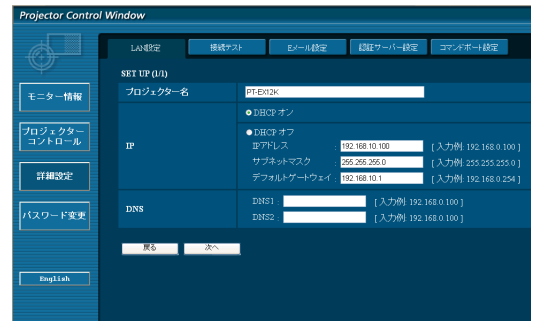 Projector Control Window
LAN設定 接続テスト Eメール設定 認証サーバー設定 コマンドポート設定
SET UP (1/1)
モニター情報
プロジェクター名 PT-EX12K
DHCP オン
プロジェクター
コントロール
DHCP オフ
IP
IPアドレス : 192.168.10.100 [ 入力例: 192.168.0.100 ]
サブネットマスク : 255.255.255.0 [ 入力例: 255.255.255.0 ]
デフォルトゲートウェイ : 192.168.10.1 [ 入力例: 192.168.0.254 ]
詳細設定
DNS
DNS1 : [ 入力例: 192.168.0.100 ]
DNS2 : [ 入力例: 192.168.0.100 ]
パスワード変更
戻る 次へ
English